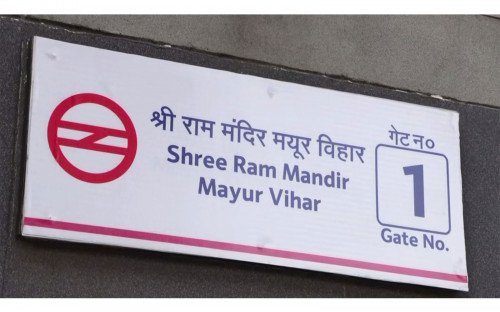 श्री राम मंदिर मयूर विहार
Shree Ram Mandir
Mayur Vihar
गेट न०
1
Gate No.